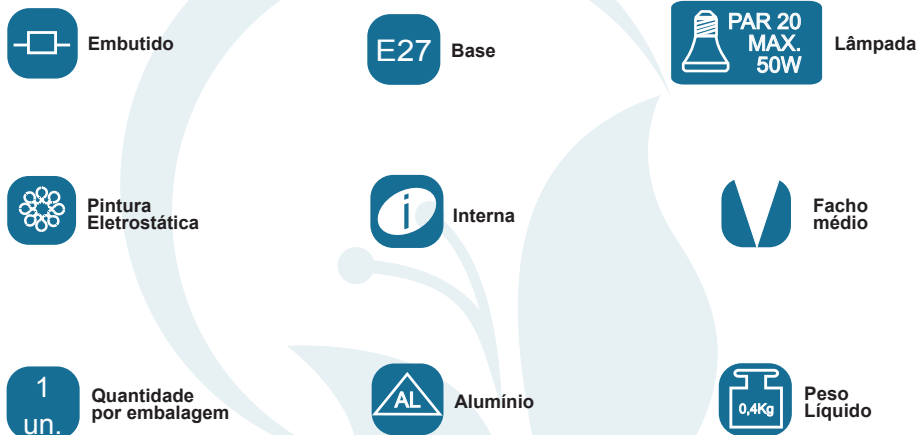 Embutido
E27
Base
PAR 20
MAX.
50W
Lâmpada
Pintura
Eletrostática
i
Interna
Facho
médio
1
un.
Quantidade
por embalagem
AL
Alumínio
0,4Kg
Peso
Líquido